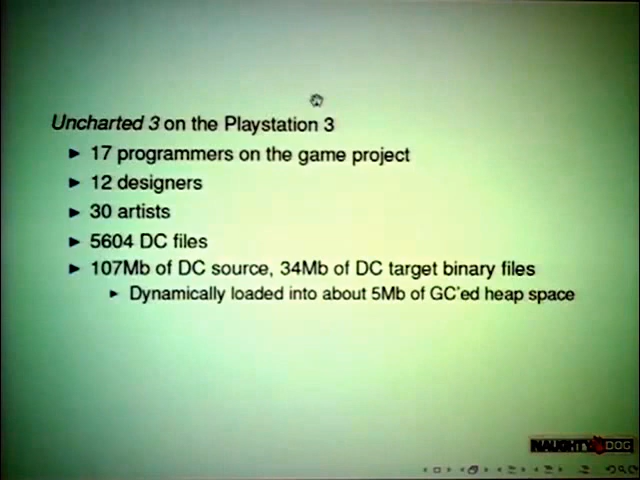 Uncharted 3 on the Playstation 3
17 programmers on the game project
12 designers
30 artists
5604 DC files
107Mb of DC source, 34Mb of DC target binary files
Dynamically loaded into about 5Mb of GC'ed heap space
NAUGHTY DOG